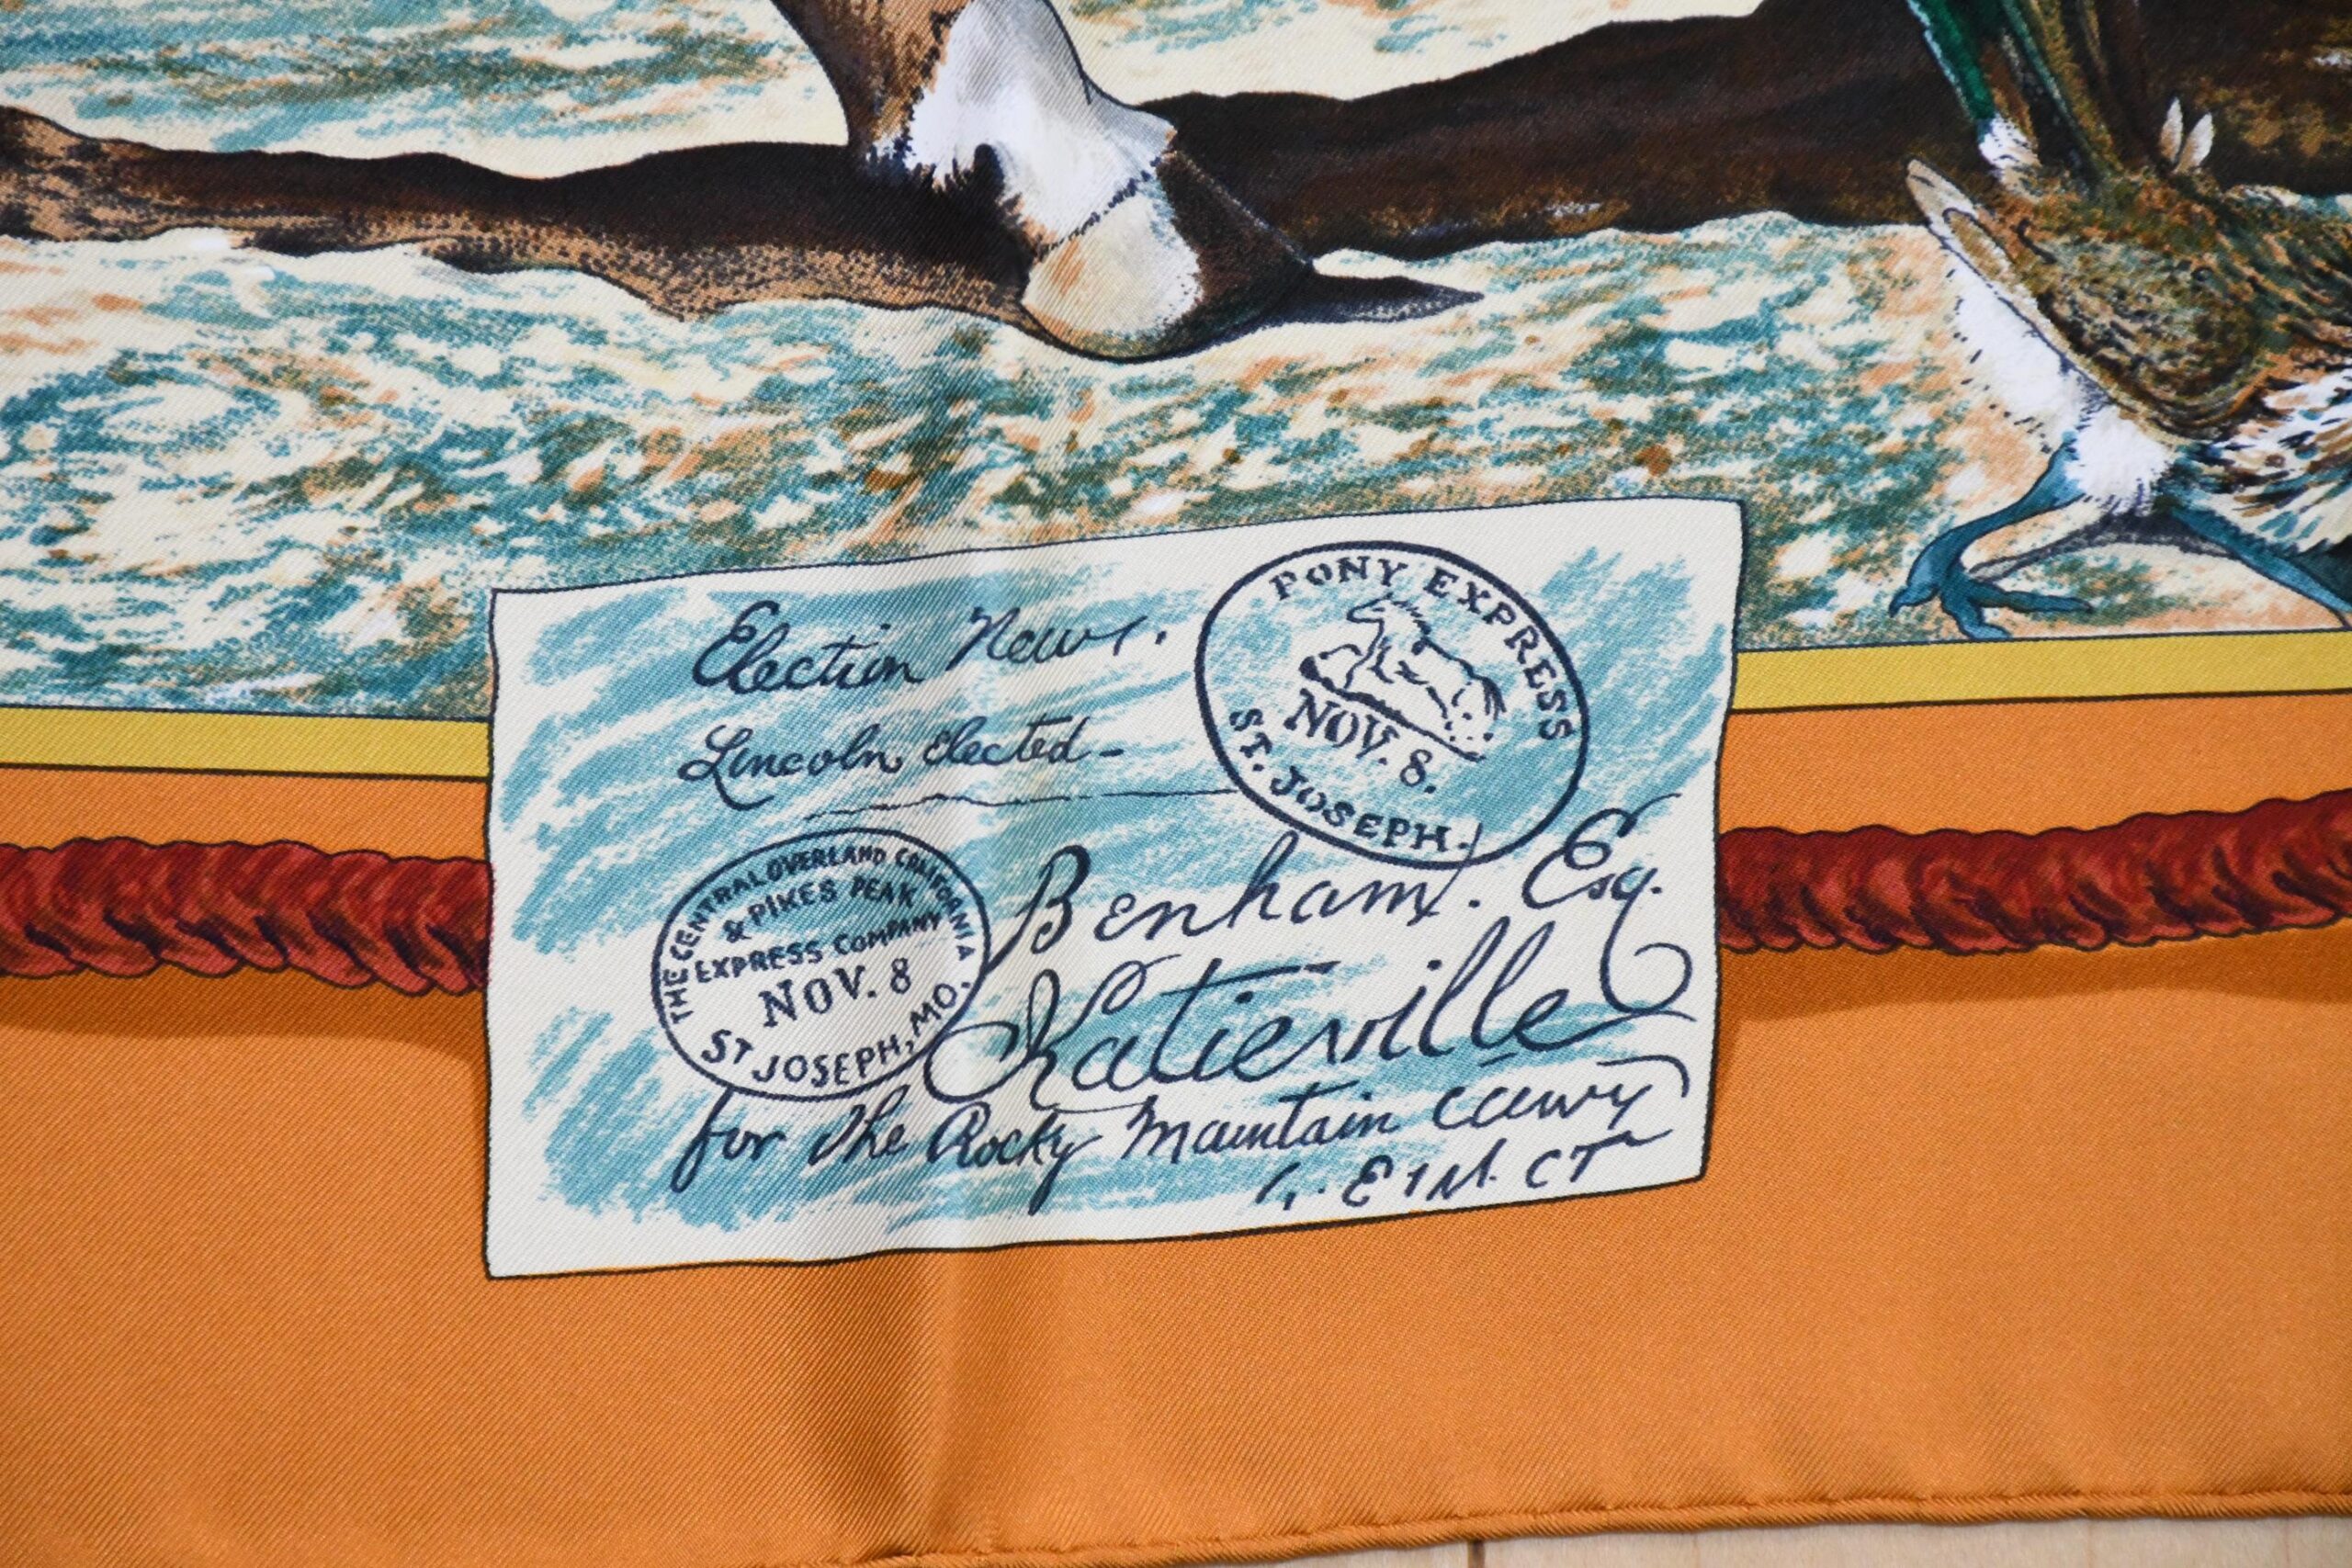 Election News.
Lincoln elected-
PONY EXPRESS
NOV. 8.
ST. JOSEPH.
THE CENTRAL OVERLAND CALIFORNIA
& PIKES PEAK
EXPRESS COMPANY
NOV. 8
ST JOSEPH, MO.
Benham. Esq.
Katieville
for the Rocky Mountain